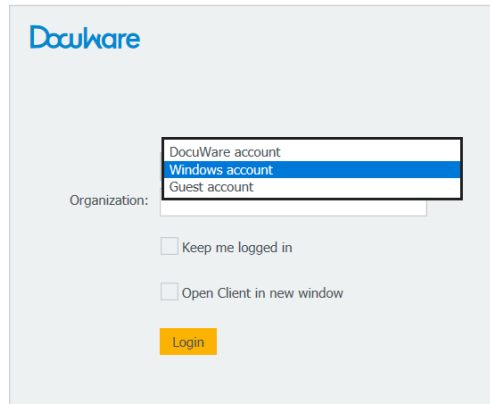 DocuWare
DocuWare account
Windows account
Guest account
Organization:
Keep me logged in
Open Client in new window
Login